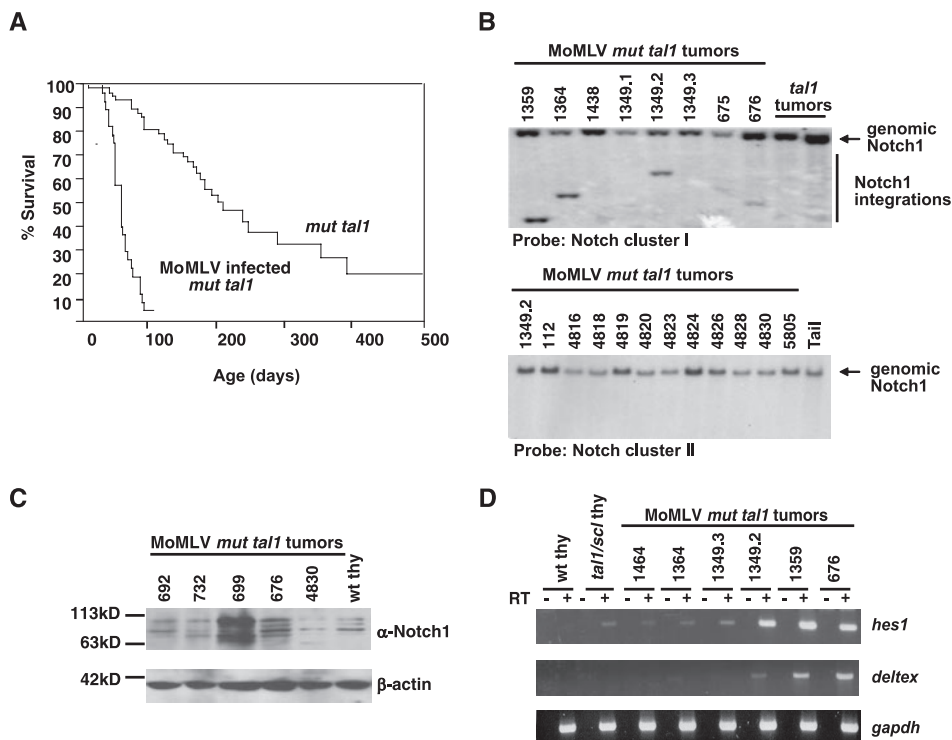 A
% Survival
100
90
80
70
60
50
40
30
20
10
mut tal1
MoMLV infected
mut tal1
0 100 200 300 400 500
Age (days)
B
MoMLV mut tal1 tumors
tal1
tumors
1359 1364 1438 1349.1 1349.2 1349.3 675 676
genomic
Notch1
Notch1
integrations
Probe: Notch cluster I
MoMLV mut tal1 tumors
1349.2 112 4816 4818 4819 4820 4823 4824 4826 4828 4830 5805 Tail
genomic
Notch1
Probe: Notch cluster II
C
MoMLV mut tal1 tumors
692 732 699 676 4830 wt thy
113kD
63kD
α-Notch1
42kD
β-actin
D
MoMLV mut tal1 tumors
wt thy tal1/scl thy 1464 1364 1349.3 1349.2 1359 676
RT - + - + - + - + - + - + - + - +
hes1
deltex
gapdh